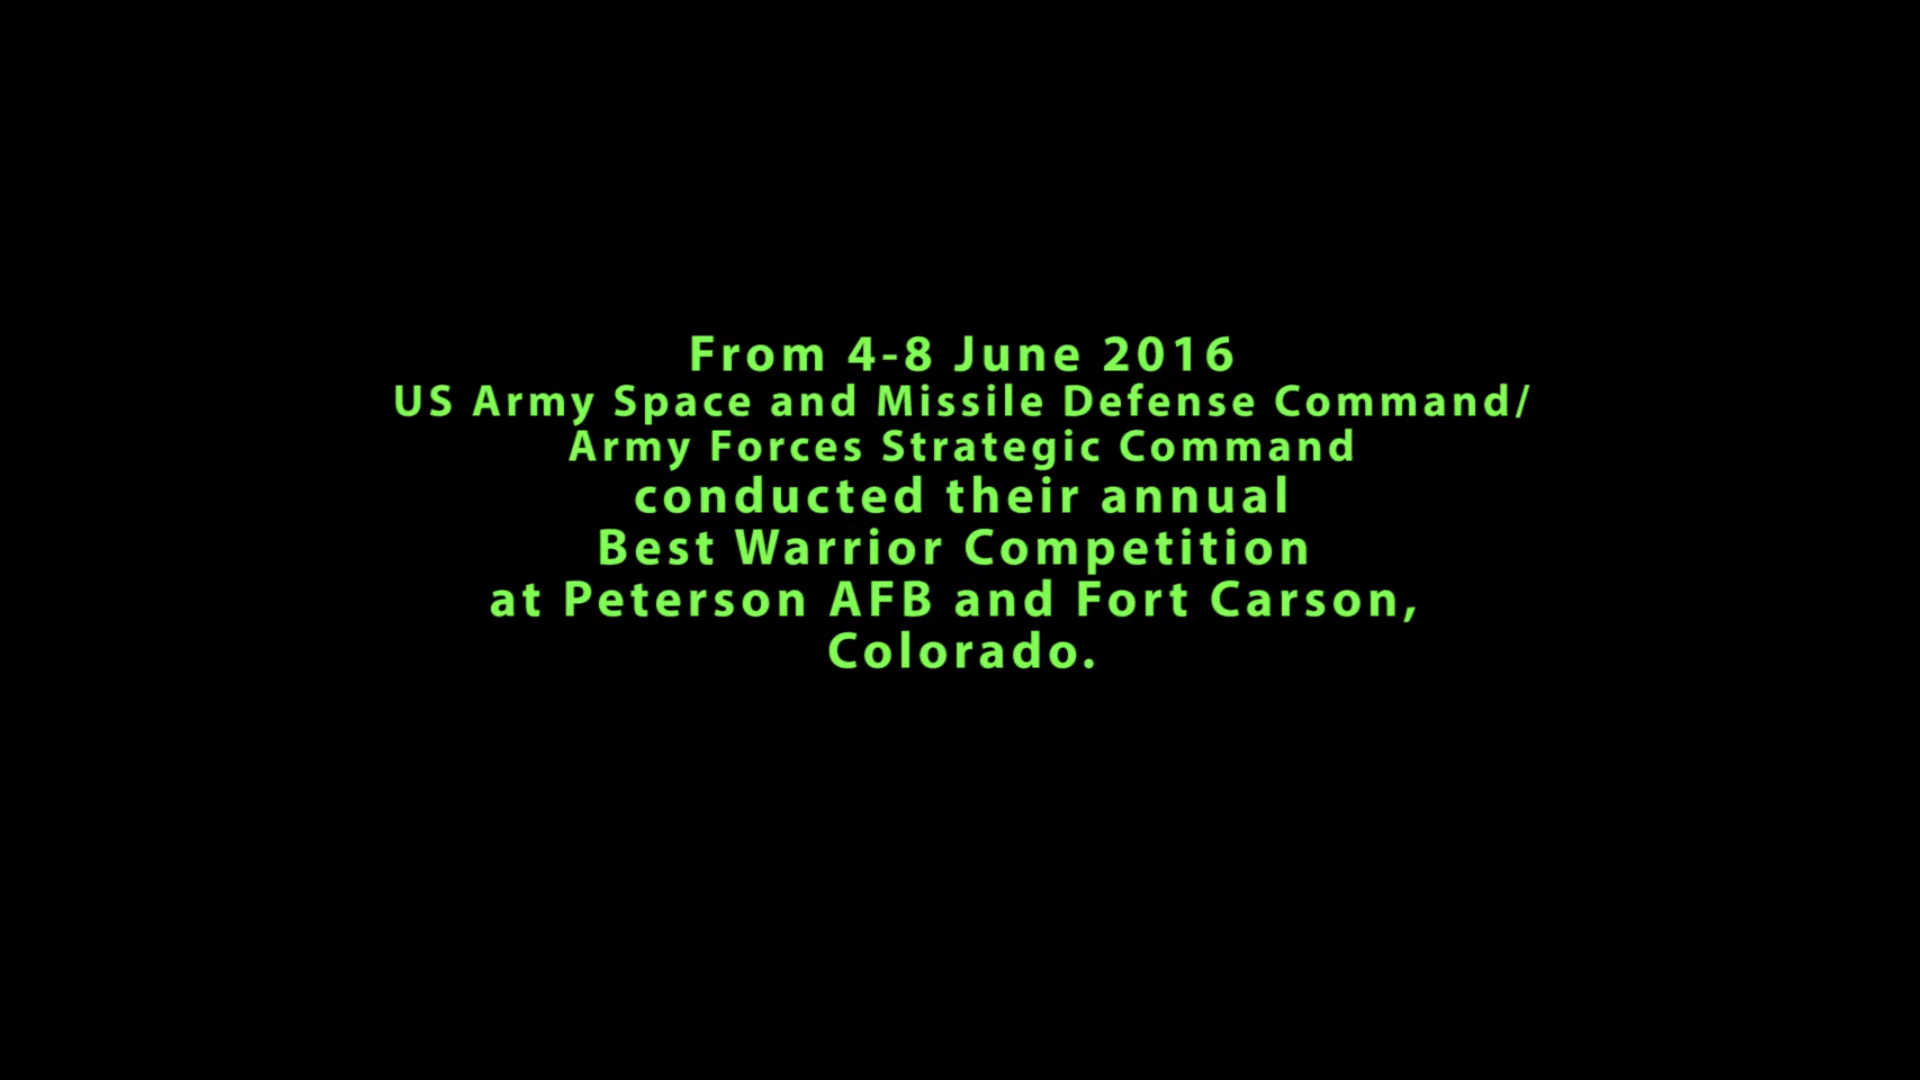 From 4-8 June 2016
US Army Space and Missile Defense Command/
Army Forces Strategic Command
conducted their annual
Best Warrior Competition
at Peterson AFB and Fort Carson,
Colorado.